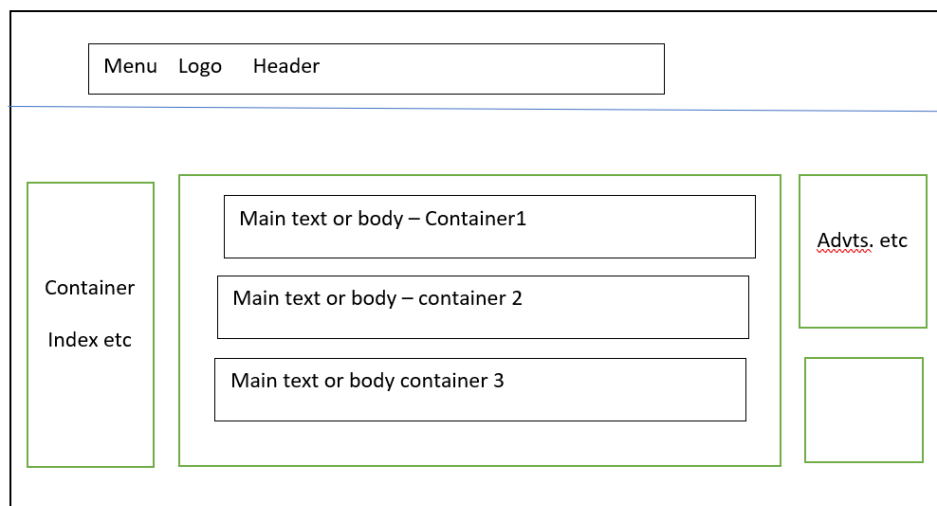 Menu Logo Header
Main text or body – Container1
Advts. etc
Main text or body – container 2
Container
Index etc
Main text or body container 3